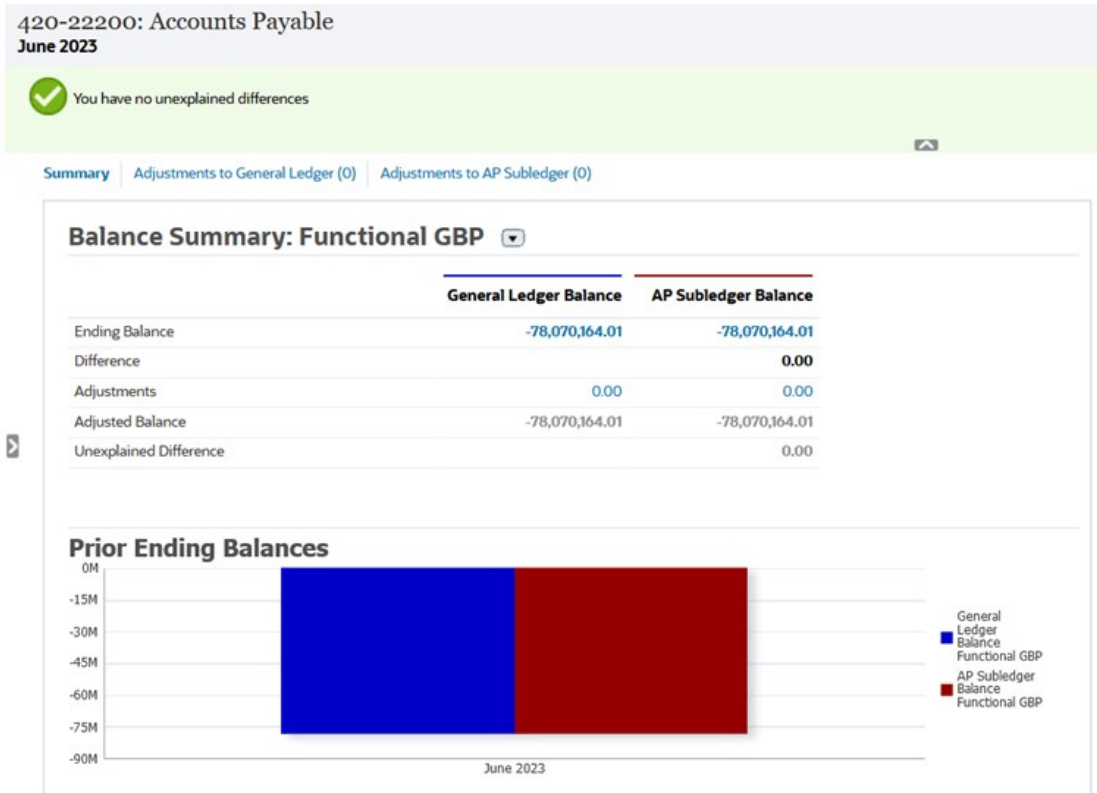 420-22200: Accounts Payable
June 2023
You have no unexplained differences
Summary Adjustments to General Ledger (0) Adjustments to AP Subledger (0)
Balance Summary: Functional GBP
General Ledger Balance AP Subledger Balance
Ending Balance -78,070,164.01 -78,070,164.01
Difference 0.00
Adjustments 0.00 0.00
Adjusted Balance -78,070,164.01 -78,070,164.01
Unexplained Difference 0.00
Prior Ending Balances
0M
-15M
-30M
-45M
-60M
-75M
-90M
June 2023
General
Ledger
Balance
Functional GBP
AP Subledger
Balance
Functional GBP